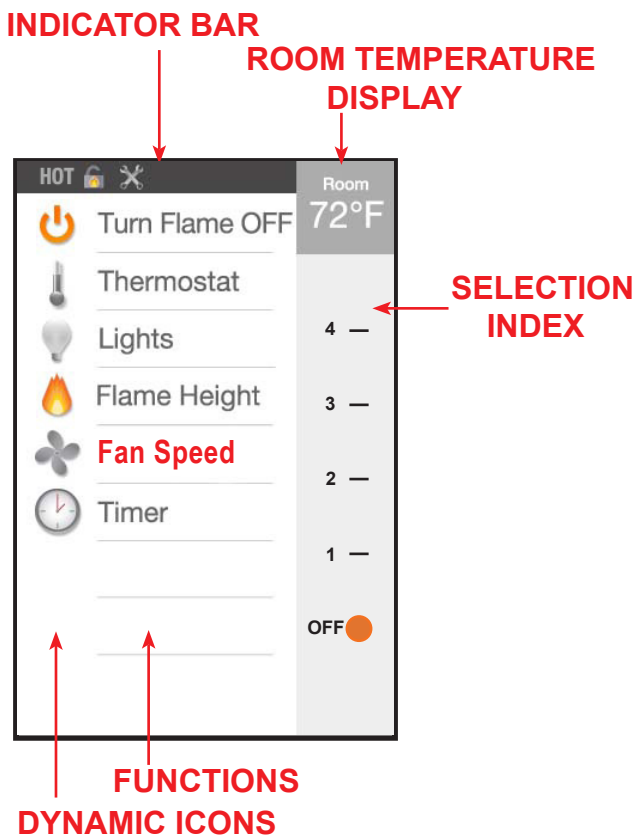 INDICATOR BAR
ROOM TEMPERATURE
DISPLAY
HOT
Room
72°F
Turn Flame OFF
Thermostat
Lights
Flame Height
Fan Speed
Timer
SELECTION
INDEX
4
3
2
1
OFF
FUNCTIONS
DYNAMIC ICONS